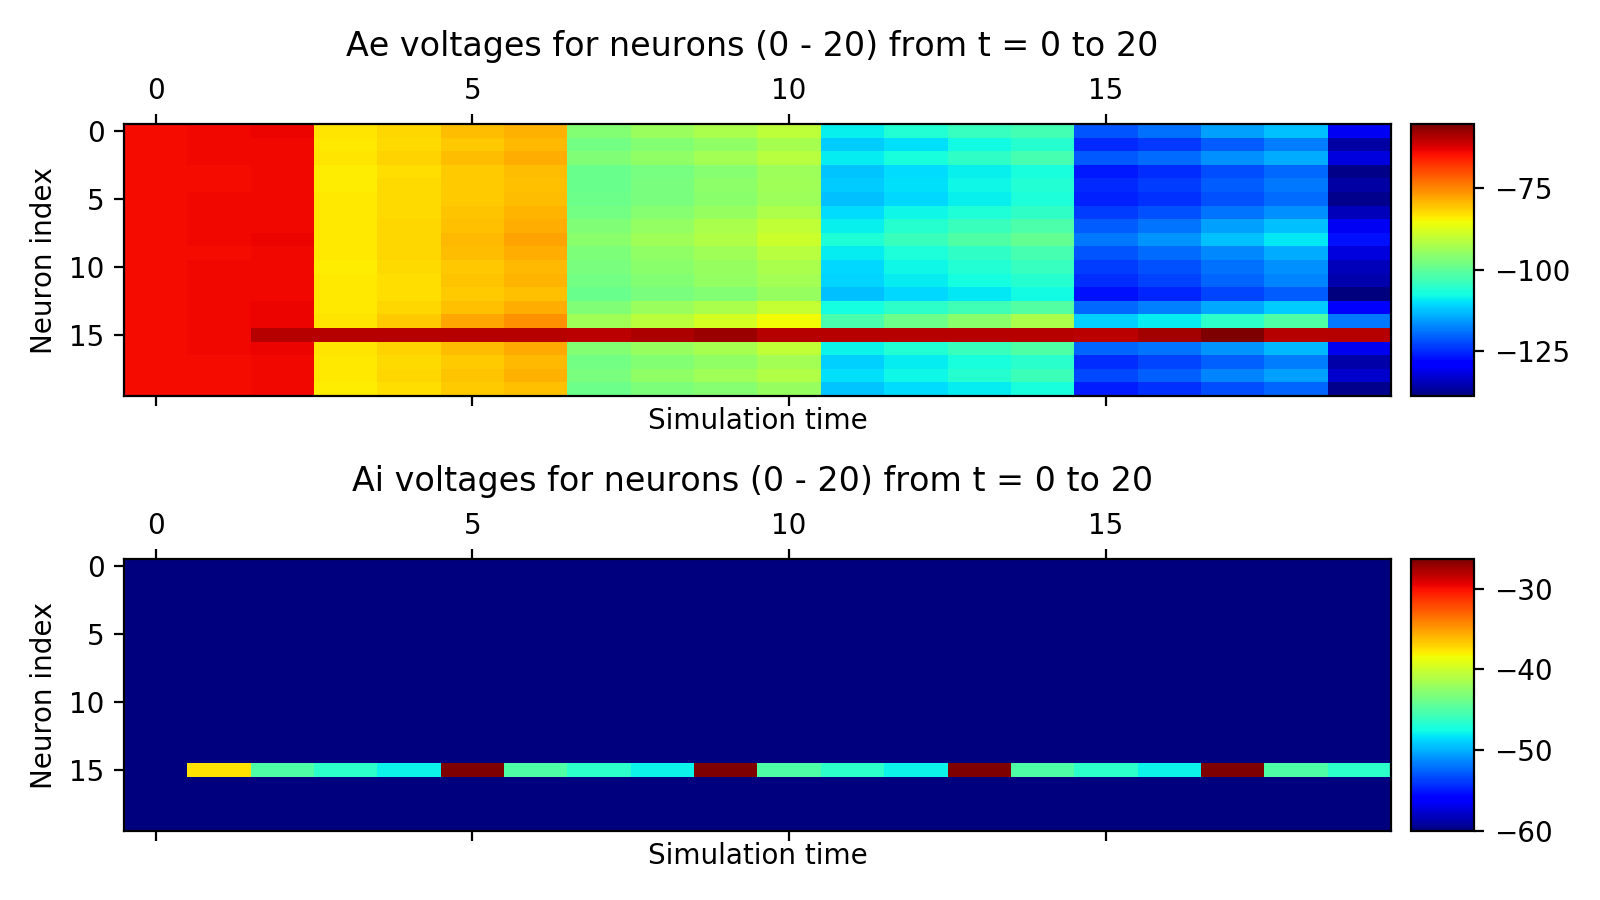 Ae voltages for neurons (0 - 20) from t = 0 to 20
0 5 10 15
Neuron index
0
5
10
15
Simulation time
−75
−100
−125
Ai voltages for neurons (0 - 20) from t = 0 to 20
0 5 10 15
Neuron index
0
5
10
15
Simulation time
−30
−40
−50
−60